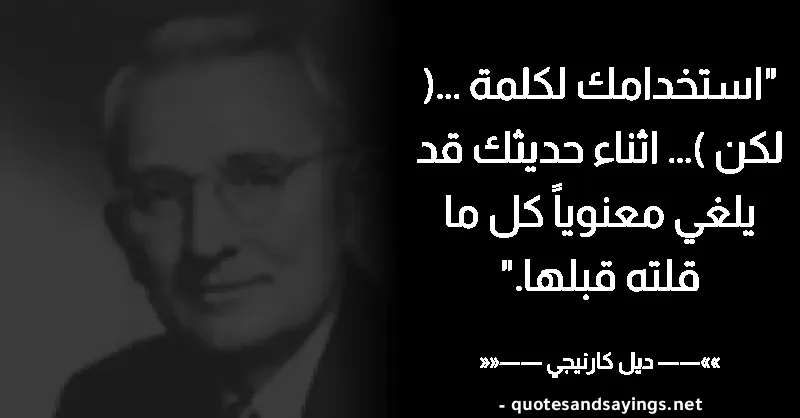 "استخدامك لكلمة ...(
لكن )... اثناء حديثك قد
يلغي معنوياً كل ما
قلته قبلها."
»»—— ديل كارنيجي ——««
- quotesandsayings.net